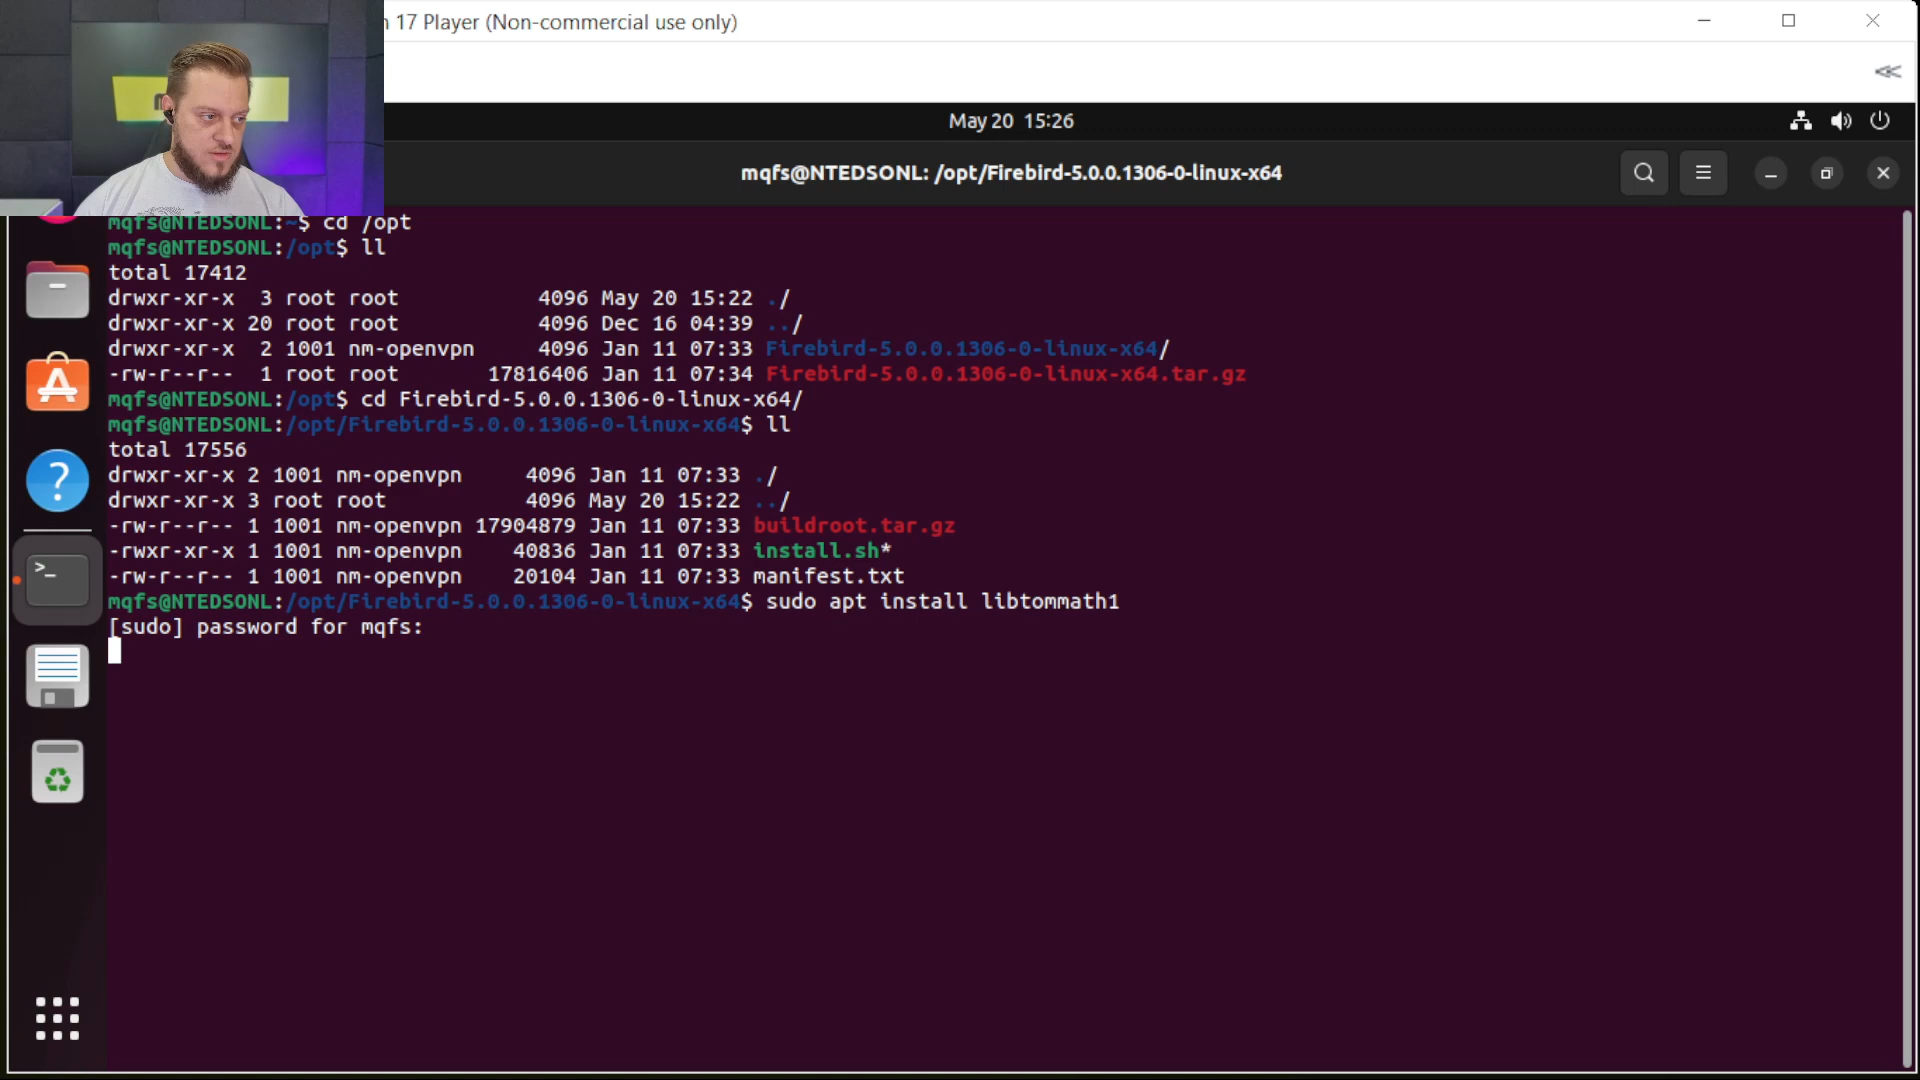 17 Player (Non-commercial use only)
May 20 15:26
mqfs@NTEDSONL: /opt/Firebird-5.0.0.1306-0-linux-x64
mqfs@NTEDSONL:~$ cd /opt
mqfs@NTEDSONL:/opt$ ll
total 17412
drwxr-xr-x  3 root root           4096 May 20 15:22 ./
drwxr-xr-x 20 root root           4096 Dec 16 04:39 ../
drwxr-xr-x  2 1001 nm-openvpn     4096 Jan 11 07:33 Firebird-5.0.0.1306-0-linux-x64/
-rw-r--r--  1 root root       17816406 Jan 11 07:34 Firebird-5.0.0.1306-0-linux-x64.tar.gz
mqfs@NTEDSONL:/opt$ cd Firebird-5.0.0.1306-0-linux-x64/
mqfs@NTEDSONL:/opt/Firebird-5.0.0.1306-0-linux-x64$ ll
total 17556
drwxr-xr-x 2 1001 nm-openvpn     4096 Jan 11 07:33 ./
drwxr-xr-x 3 root root           4096 May 20 15:22 ../
-rw-r--r-- 1 1001 nm-openvpn 17904879 Jan 11 07:33 buildroot.tar.gz
-rwxr-xr-x 1 1001 nm-openvpn    40836 Jan 11 07:33 install.sh*
-rw-r--r-- 1 1001 nm-openvpn    20104 Jan 11 07:33 manifest.txt
mqfs@NTEDSONL:/opt/Firebird-5.0.0.1306-0-linux-x64$ sudo apt install libtommath1
[sudo] password for mqfs: